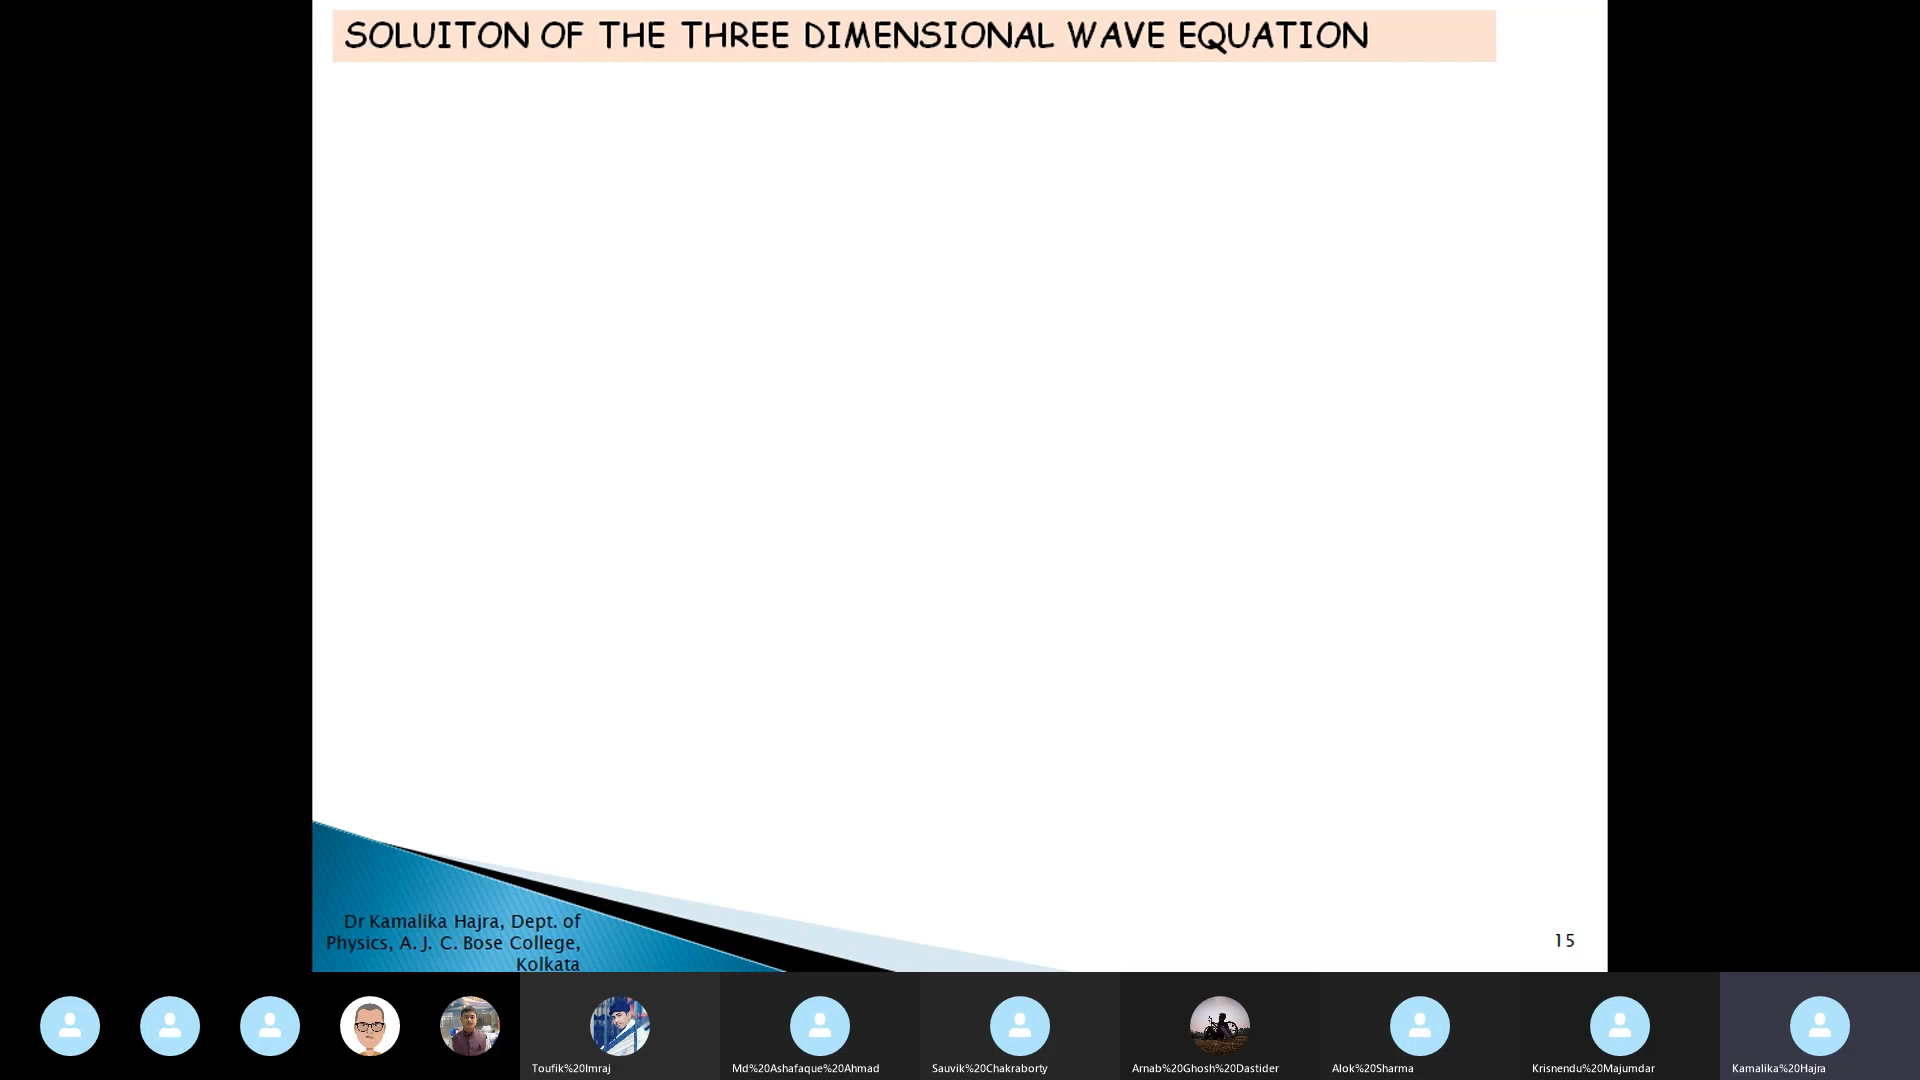 SOLUITON OF THE THREE DIMENSIONAL WAVE EQUATION
Dr Kamalika Hajra, Dept. of
Physics, A. J. C. Bose College,
Kolkata
15
Toufik%20Imraj
Md%20Ashafaque%20Ahmad
Sauvik%20Chakraborty
Arnab%20Ghosh%20Dastider
Alok%20Sharma
Krisnendu%20Majumdar
Kamalika%20Hajra